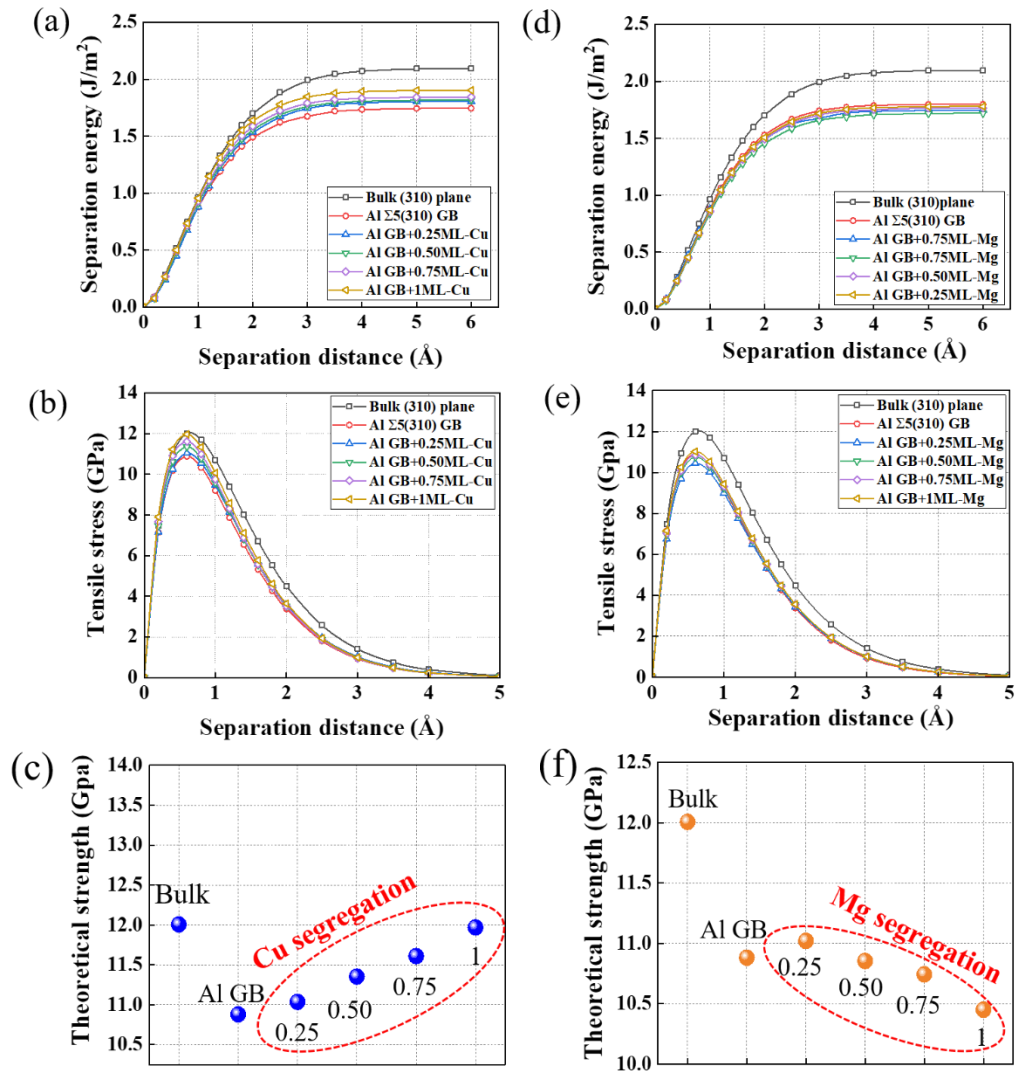 (a)
Separation energy (J/m²)
2.5
2.0
1.5
1.0
0.5
0.0
Bulk (310) plane
Al Σ5(310) GB
Al GB+0.25ML-Cu
Al GB+0.50ML-Cu
Al GB+0.75ML-Cu
Al GB+1ML-Cu
0 1 2 3 4 5 6
Separation distance (Å)
(d)
Separation energy (J/m²)
2.5
2.0
1.5
1.0
0.5
0.0
Bulk (310)plane
Al Σ5(310) GB
Al GB+0.75ML-Mg
Al GB+0.75ML-Mg
Al GB+0.50ML-Mg
Al GB+0.25ML-Mg
0 1 2 3 4 5 6
Separation distance (Å)
(b)
Tensile stress (GPa)
14
12
10
8
6
4
2
0
Bulk (310) plane
Al Σ5(310) GB
Al GB+0.25ML-Cu
Al GB+0.50ML-Cu
Al GB+0.75ML-Cu
Al GB+1ML-Cu
0 1 2 3 4 5
Separation distance (Å)
(e)
Tensile stress (Gpa)
14
12
10
8
6
4
2
0
Bulk (310) plane
Al Σ5(310) GB
Al GB+0.25ML-Mg
Al GB+0.50ML-Mg
Al GB+0.75ML-Mg
Al GB+1ML-Mg
0 1 2 3 4 5
Separation distance (Å)
(c)
Theoretical strength (Gpa)
14.0
13.5
13.0
12.5
12.0
11.5
11.0
10.5
Bulk
Al GB
Cu segregation
0.25
0.50
0.75
1
(f)
Theoretical strength (GPa)
12.5
12.0
11.5
11.0
10.5
10.0
Bulk
Al GB
Mg segregation
0.25
0.50
0.75
1